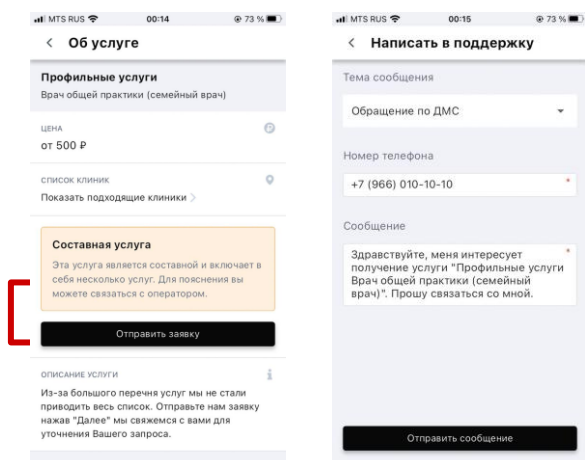 MTS RUS 00:14 73 %
Об услуге
Профильные услуги
Врач общей практики (семейный врач)
ЦЕНА
от 500 ₽
СПИСОК КЛИНИК
Показать подходящие клиники
Составная услуга
Эта услуга является составной и включает в
себя несколько услуг. Для пояснения вы
можете связаться с оператором.
Отправить заявку
ОПИСАНИЕ УСЛУГИ
Из-за большого перечня услуг мы не стали
приводить весь список. Отправьте нам заявку
нажав "Далее" мы свяжемся с вами для
уточнения Вашего запроса.
MTS RUS 00:15 73 %
Написать в поддержку
Тема сообщения
Обращение по ДМС
Номер телефона
+7 (966) 010-10-10 *
Сообщение
Здравствуйте, меня интересует *
получение услуги "Профильные услуги
Врач общей практики (семейный
врач)". Прошу связаться со мной.
Отправить сообщение